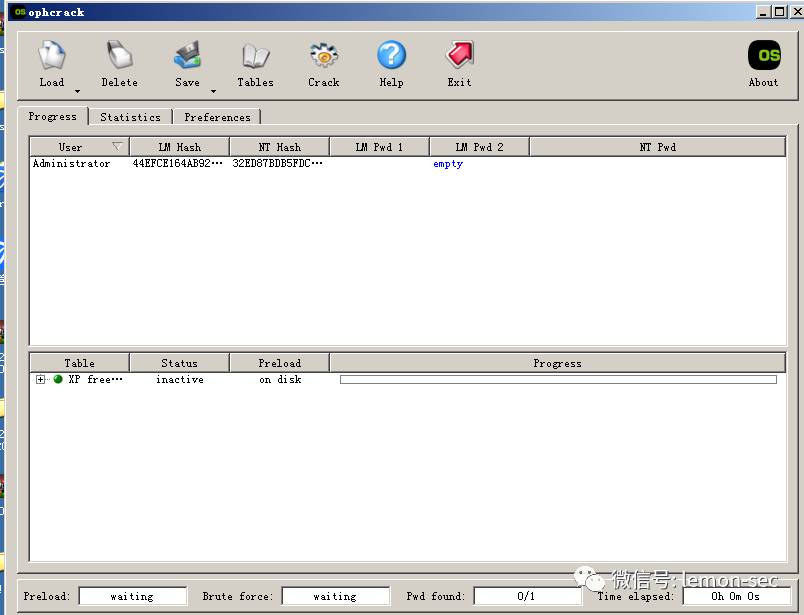 OS ophcrack
Load Delete Save Tables Crack Help Exit OS About
Progress Statistics Preferences
User LM Hash NT Hash LM Pwd 1 LM Pwd 2 NT Pwd
Administrator 44EFCE164AB92··· 32ED87BDB5FDC··· empty
Table Status Preload Progress
XP free··· inactive on disk
微信号: lemon-sec
Preload: waiting Brute force: waiting Pwd found: 0/1 Time elapsed: 0h 0m 0s